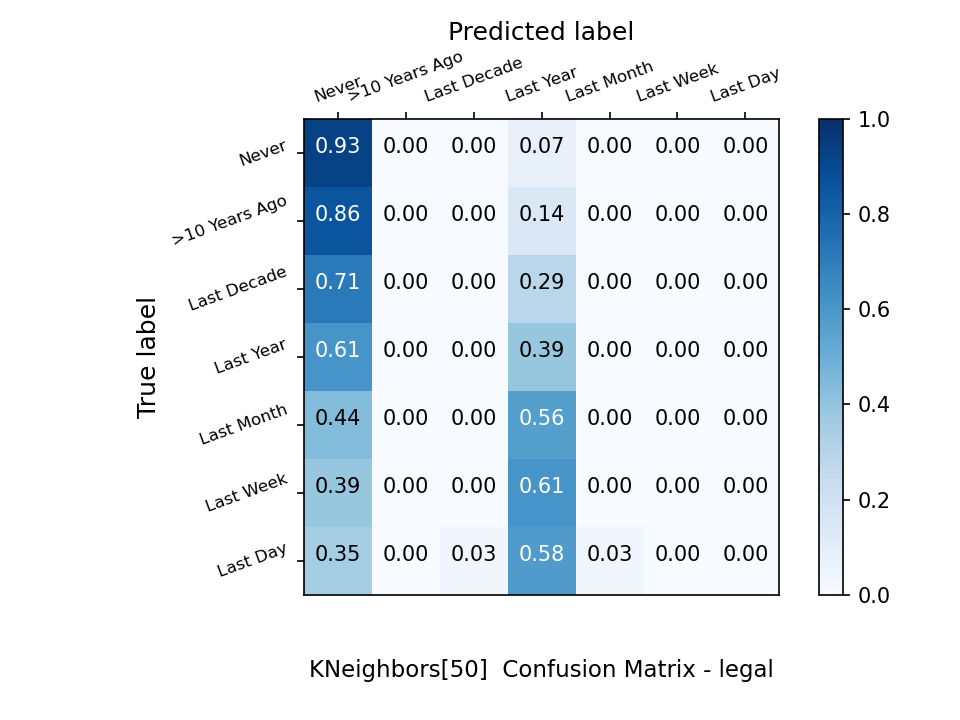 Predicted label
Never >10 Years Ago Last Decade Last Year Last Month Last Week Last Day
1.0
Never 0.93 0.00 0.00 0.07 0.00 0.00 0.00
>10 Years Ago 0.86 0.00 0.00 0.14 0.00 0.00 0.00
0.8
Last Decade 0.71 0.00 0.00 0.29 0.00 0.00 0.00
0.6
Last Year 0.61 0.00 0.00 0.39 0.00 0.00 0.00
True label
0.4
Last Month 0.44 0.00 0.00 0.56 0.00 0.00 0.00
Last Week 0.39 0.00 0.00 0.61 0.00 0.00 0.00
0.2
Last Day 0.35 0.00 0.03 0.58 0.03 0.00 0.00
0.0
KNeighbors[50]  Confusion Matrix - legal